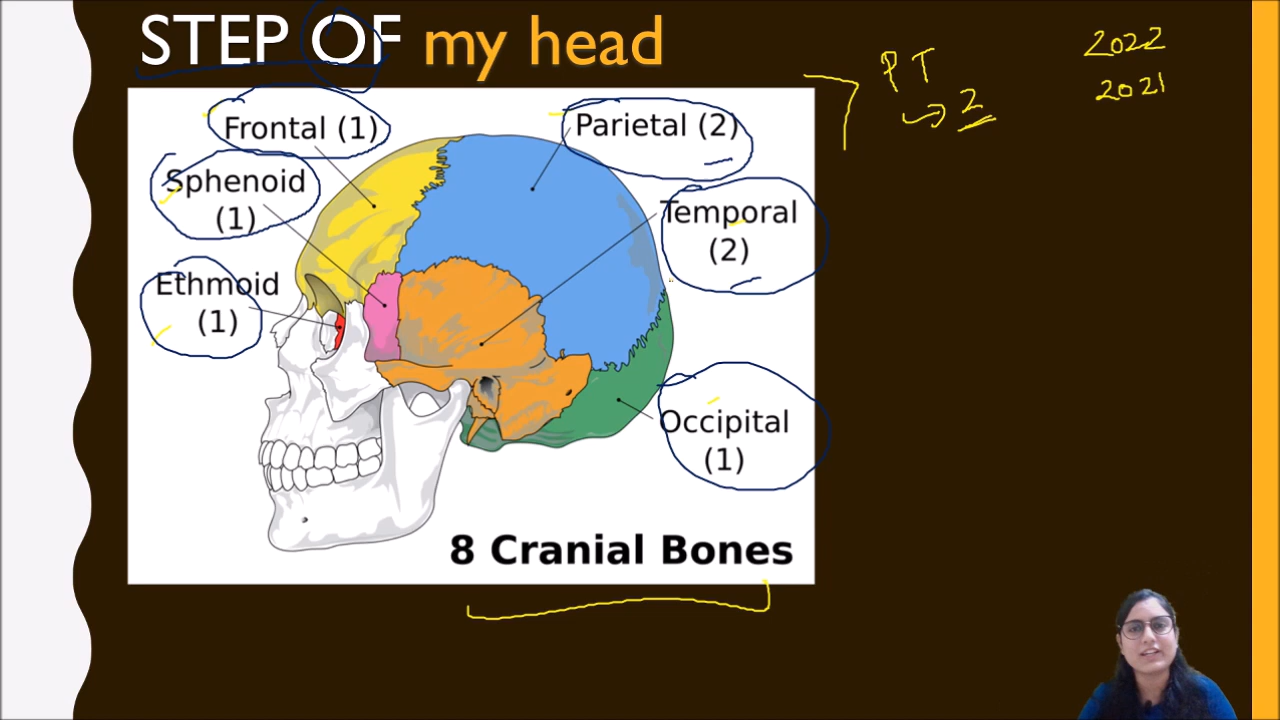 STEP OF my head
PT
→ 2
2022
2021
Frontal (1)
Parietal (2)
Sphenoid
(1)
Temporal
(2)
Ethmoid
(1)
Occipital
(1)
8 Cranial Bones